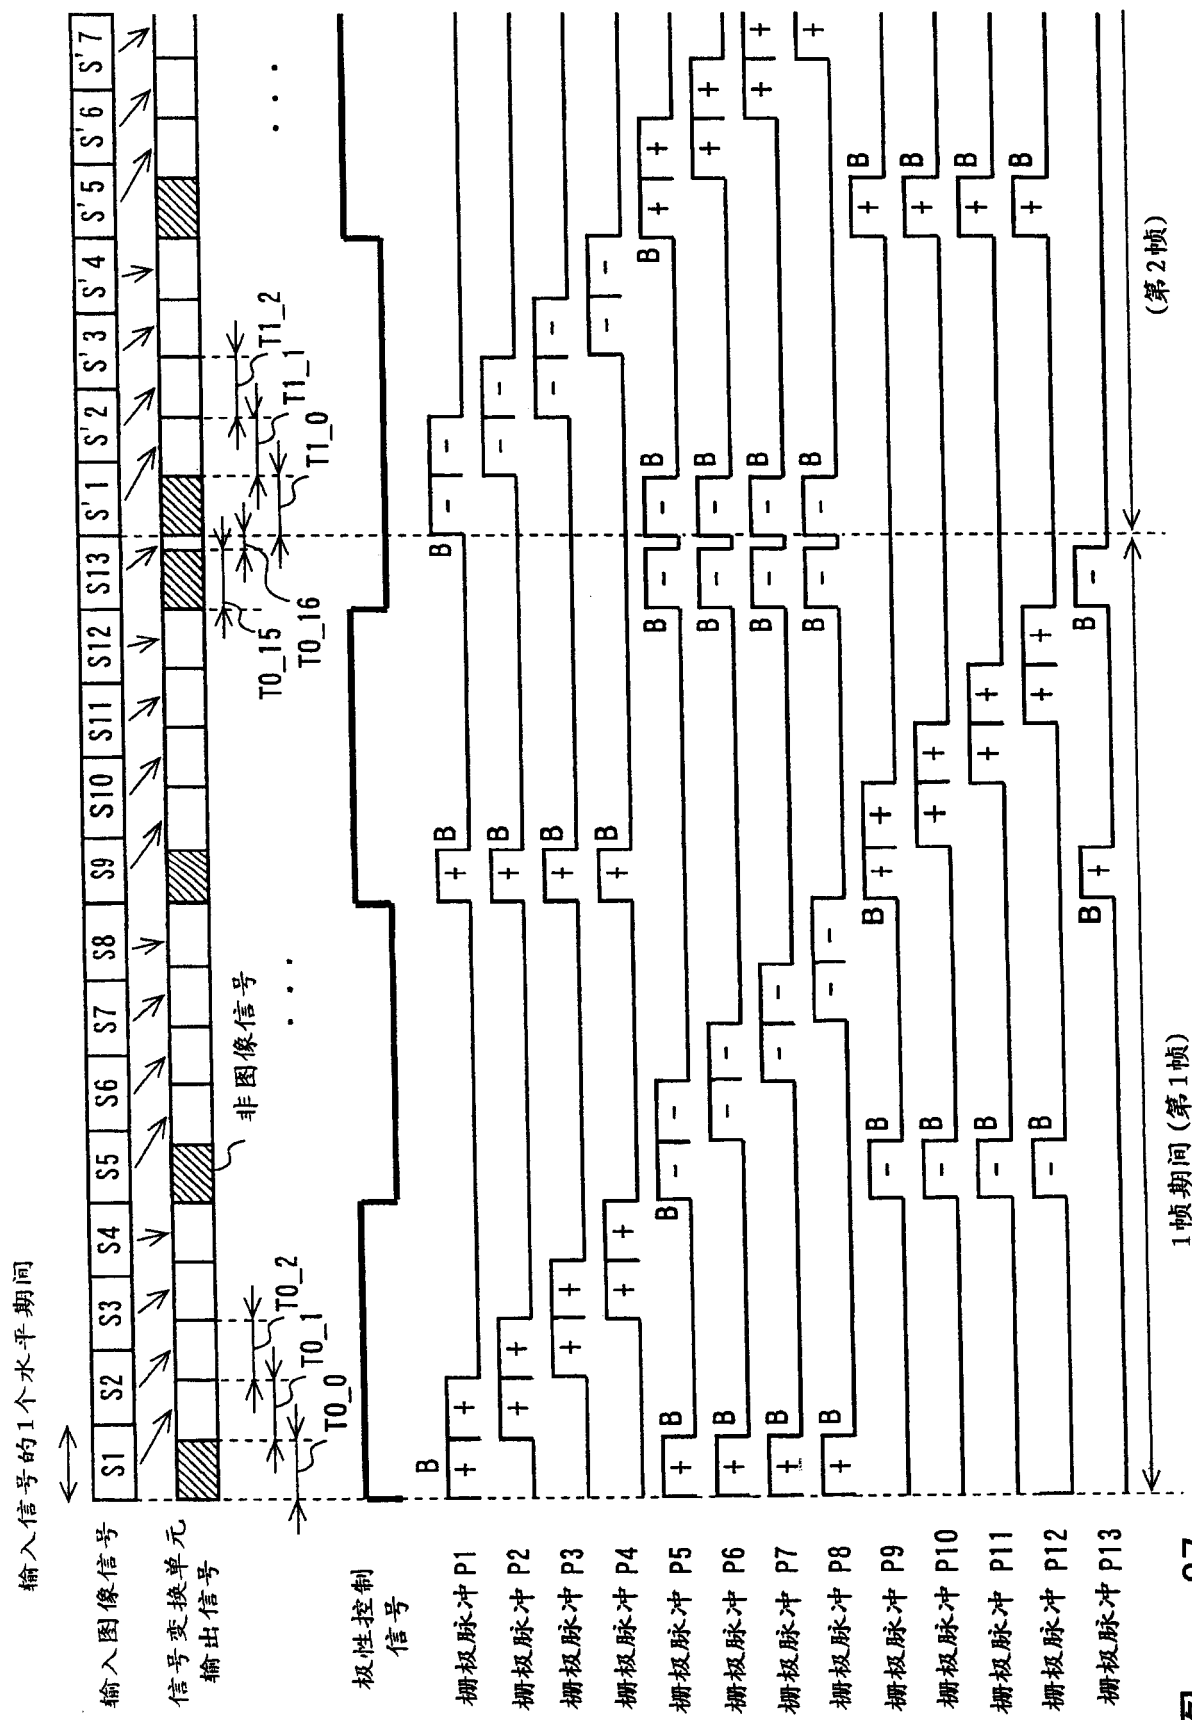 输入信号的1个水平期间
输入图像信号 S1 S2 S3 S4 S5 S6 S7 S8 S9 S10 S11 S12 S13 S'1 S'2 S'3 S'4 S'5 S'6 S'7
信号变换单元
输出信号
T0_0 T0_1 T0_2
非图像信号
...
T0_15 T0_16
T1_0 T1_1 T1_2
...
极性控制
信号
栅极脉冲 P1 B + + + B B - -
栅极脉冲 P2 + + + B - -
栅极脉冲 P3 + + + B - -
栅极脉冲 P4 + + + B - -
栅极脉冲 P5 + B B - - B - - B B + +
栅极脉冲 P6 + B - - B - - B + +
栅极脉冲 P7 + B - - B - - B + +
栅极脉冲 P8 + B - - B - - B +
栅极脉冲 P9 - B B + + + B
栅极脉冲 P10 - B + + + B
栅极脉冲 P11 - B + + + B
栅极脉冲 P12 - B + + + B
栅极脉冲 P13 B + B -
1帧期间(第1帧) (第2帧)